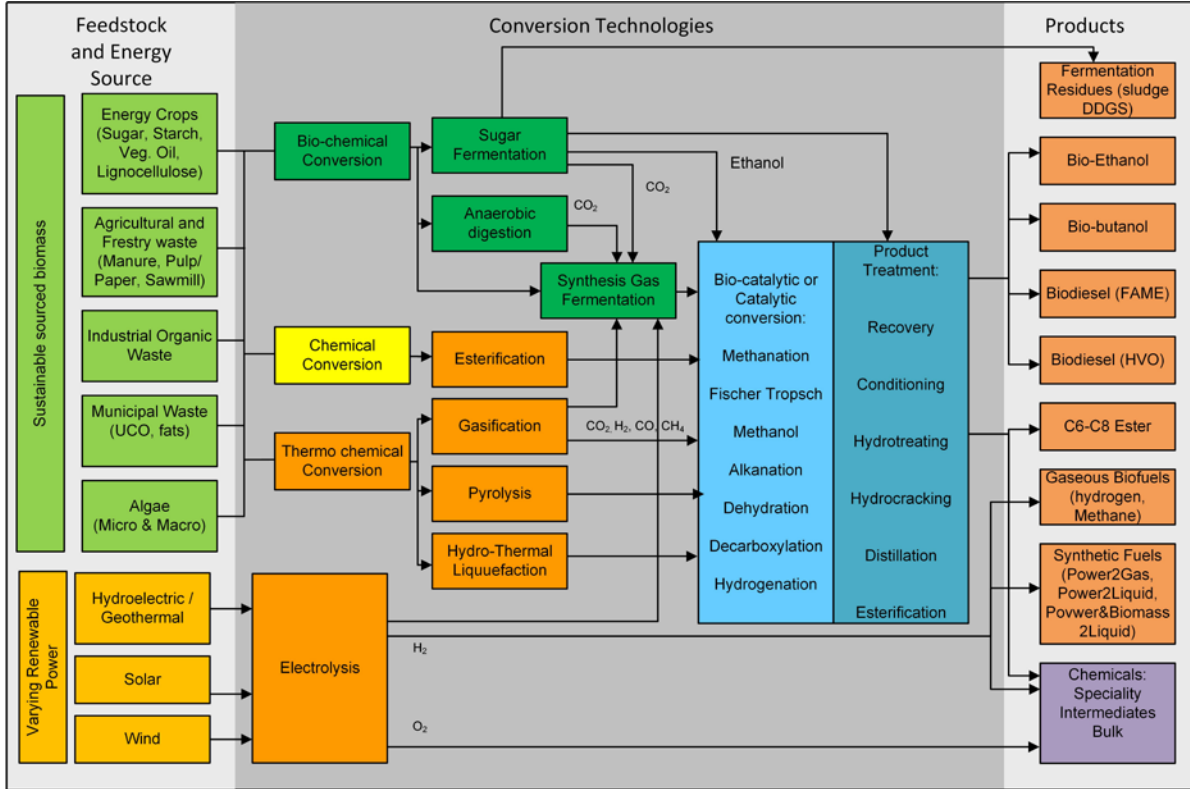 Feedstock
and Energy
Source
Conversion Technologies
Products
Sustainable sourced biomass
Energy Crops
(Sugar, Starch,
Veg. Oil,
Lignocellulose)
Agricultural and
Frestry waste
(Manure, Pulp/
Paper, Sawmill)
Industrial Organic
Waste
Municipal Waste
(UCO, fats)
Algae
(Micro & Macro)
Varying Renewable
Power
Hydroelectric /
Geothermal
Solar
Wind
Bio-chemical
Conversion
Chemical
Conversion
Thermo chemical
Conversion
Electrolysis
Sugar
Fermentation
Anaerobic
digestion
Synthesis Gas
Fermentation
Esterification
Gasification
Pyrolysis
Hydro-Thermal
Liquuefaction
Ethanol
CO₂
CO₂
CO₂, H₂, CO, CH₄
H₂
O₂
Bio-catalytic or
Catalytic
conversion:
Methanation
Fischer Tropsch
Methanol
Alkanation
Dehydration
Decarboxylation
Hydrogenation
Product
Treatment:
Recovery
Conditioning
Hydrotreating
Hydrocracking
Distillation
Esterification
Fermentation
Residues (sludge
DDGS)
Bio-Ethanol
Bio-butanol
Biodiesel (FAME)
Biodiesel (HVO)
C6-C8 Ester
Gaseous Biofuels
(hydrogen,
Methane)
Synthetic Fuels
(Power2Gas,
Power2Liquid,
Povwer&Biomass
2Liquid)
Chemicals:
Speciality
Intermediates
Bulk